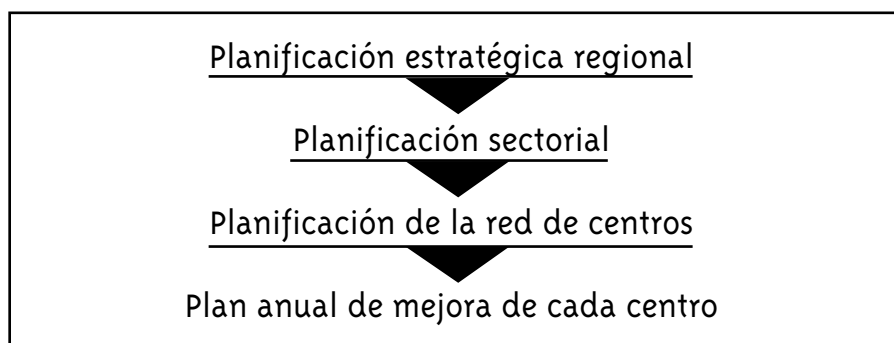 Planificación estratégica regional
Planificación sectorial
Planificación de la red de centros
Plan anual de mejora de cada centro